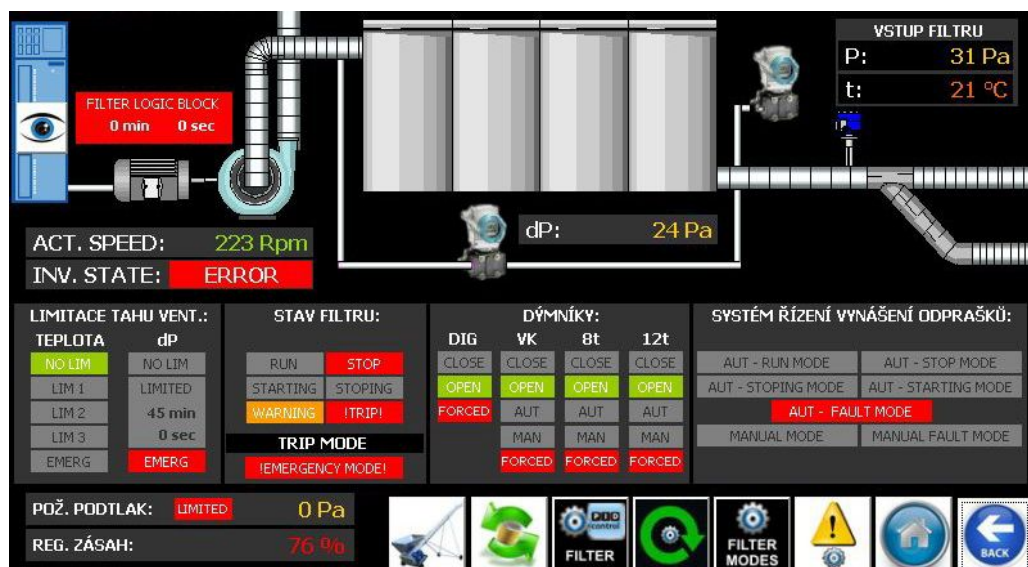 VSTUP FILTRU
P: 31 Pa
t: 21 °C
FILTER LOGIC BLOCK
0 min 0 sec
dP: 24 Pa
ACT. SPEED: 223 Rpm
INV. STATE: ERROR
LIMITACE TAHU VENT.:
TEPLOTA dP
NO LIM NO LIM
LIM 1 LIMITED
LIM 2 45 min
LIM 3 0 sec
EMERG EMERG
STAV FILTRU:
RUN STOP
STARTING STOPING
WARNING !TRIP!
TRIP MODE
!EMERGENCY MODE!
DÝMNÍKY:
DIG VK 8t 12t
CLOSE CLOSE CLOSE CLOSE
OPEN OPEN OPEN OPEN
FORCED AUT AUT AUT
MAN MAN MAN
FORCED FORCED FORCED
SYSTÉM ŘÍZENÍ VYNÁŠENÍ ODPRAŠKŮ:
AUT - RUN MODE AUT - STOP MODE
AUT - STOPING MODE AUT - STARTING MODE
AUT - FAULT MODE
MANUAL MODE MANUAL FAULT MODE
POŽ. PODTLAK: LIMITED 0 Pa
REG. ZÁSAH: 76 %
control
FILTER
FILTER
MODES
BACK